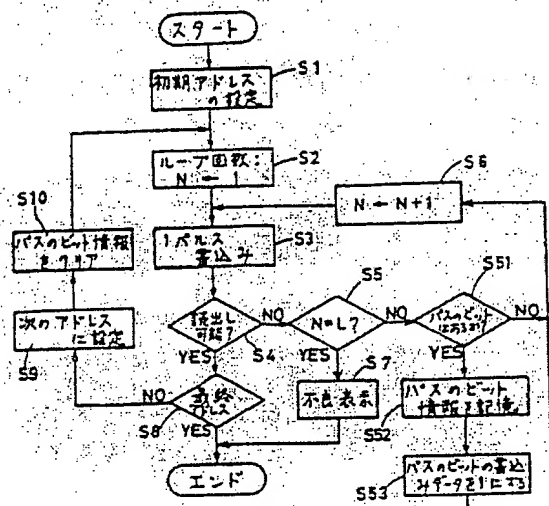 スタート
初期アドレス
の設定
S1
ループ回数:
N ← 1
S2
S6
N ← N+1
S10
パスのビット情報
をクリア
1パルス
書込み
S3
S5
S51
読出し
可能?
NO
N=L?
NO
パスのビット
はあるか?
NO
次のアドレス
に設定
S9
YES
S4
YES
YES
S7
NO
最終
アドレス
不良表示
パスのビット
情報を記憶
S8
YES
S52
エンド
パスのビットの書込
みデータを1にする
S53